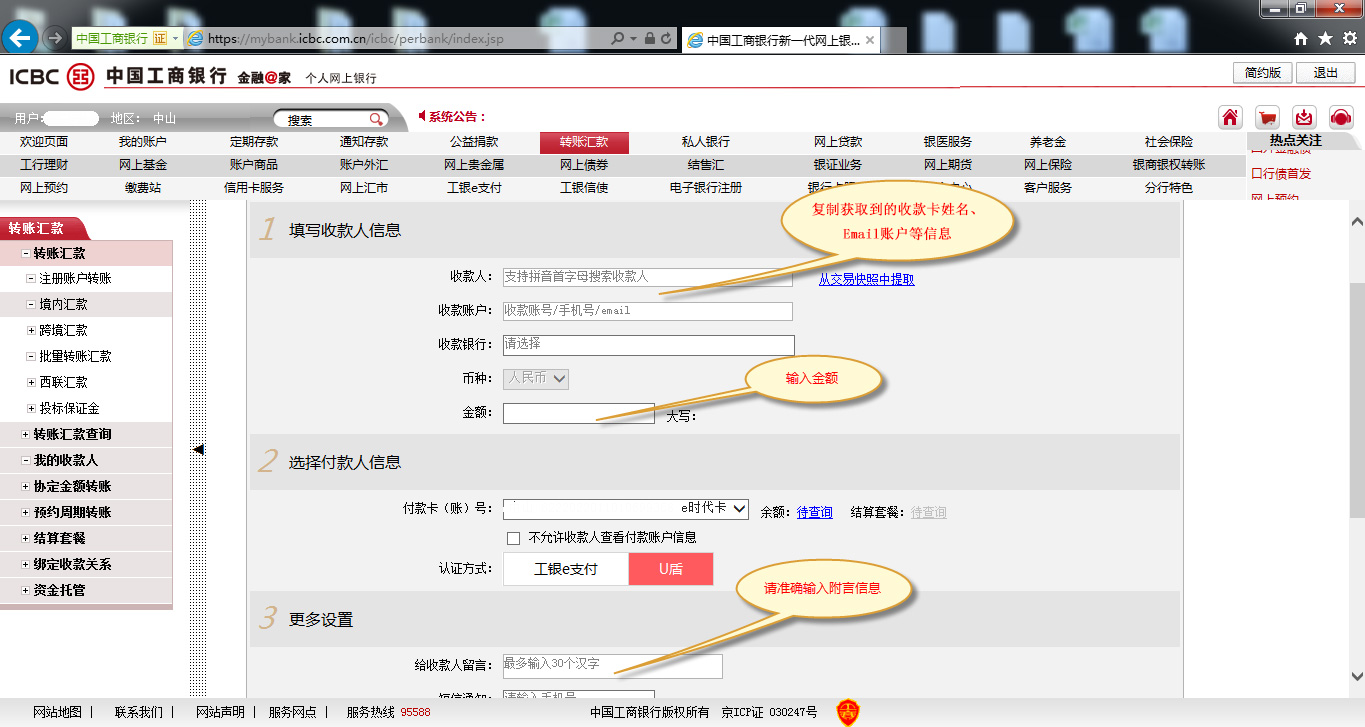 中国工商银行 证 https://mybank.icbc.com.cn/icbc/perbank/index.jsp 中国工商银行新一代网上银...
ICBC 中国工商银行 金融@家 个人网上银行 简约版 退出
用户: 地区： 中山 搜索 系统公告：
欢迎页面 我的账户 定期存款 通知存款 公益捐款 转账汇款 私人银行 网上贷款 银医服务 养老金 社会保险 热点关注
工行理财 网上基金 账户商品 账户外汇 网上贵金属 网上债券 结售汇 银证业务 网上期货 网上保险 银商银权转账
口行债首发
网上预约 缴费站 信用卡服务 网上汇市 工银e支付 工银信使 电子银行注册 客户服务 分行特色
网上预约
转账汇款
转账汇款
注册账户转账
境内汇款
跨境汇款
批量转账汇款
西联汇款
投标保证金
转账汇款查询
我的收款人
协定金额转账
预约周期转账
结算套餐
绑定收款关系
资金托管
1 填写收款人信息
复制获取到的收款卡姓名、
Email账户等信息
收款人： 支持拼音首字母搜索收款人 从交易快照中提取
收款账户： 收款账号/手机号/email
收款银行： 请选择
币种： 人民币
输入金额
金额： 大写：
2 选择付款人信息
付款卡（账）号： e时代卡 余额： 待查询 结算套餐： 待查询
不允许收款人查看付款账户信息
认证方式： 工银e支付 U盾
请准确输入附言信息
3 更多设置
给收款人留言： 最多输入30个汉字
短信通知： 请输入手机号
网站地图 | 联系我们 | 网站声明 | 服务网点 | 服务热线 95588 中国工商银行版权所有 京ICP证 030247号